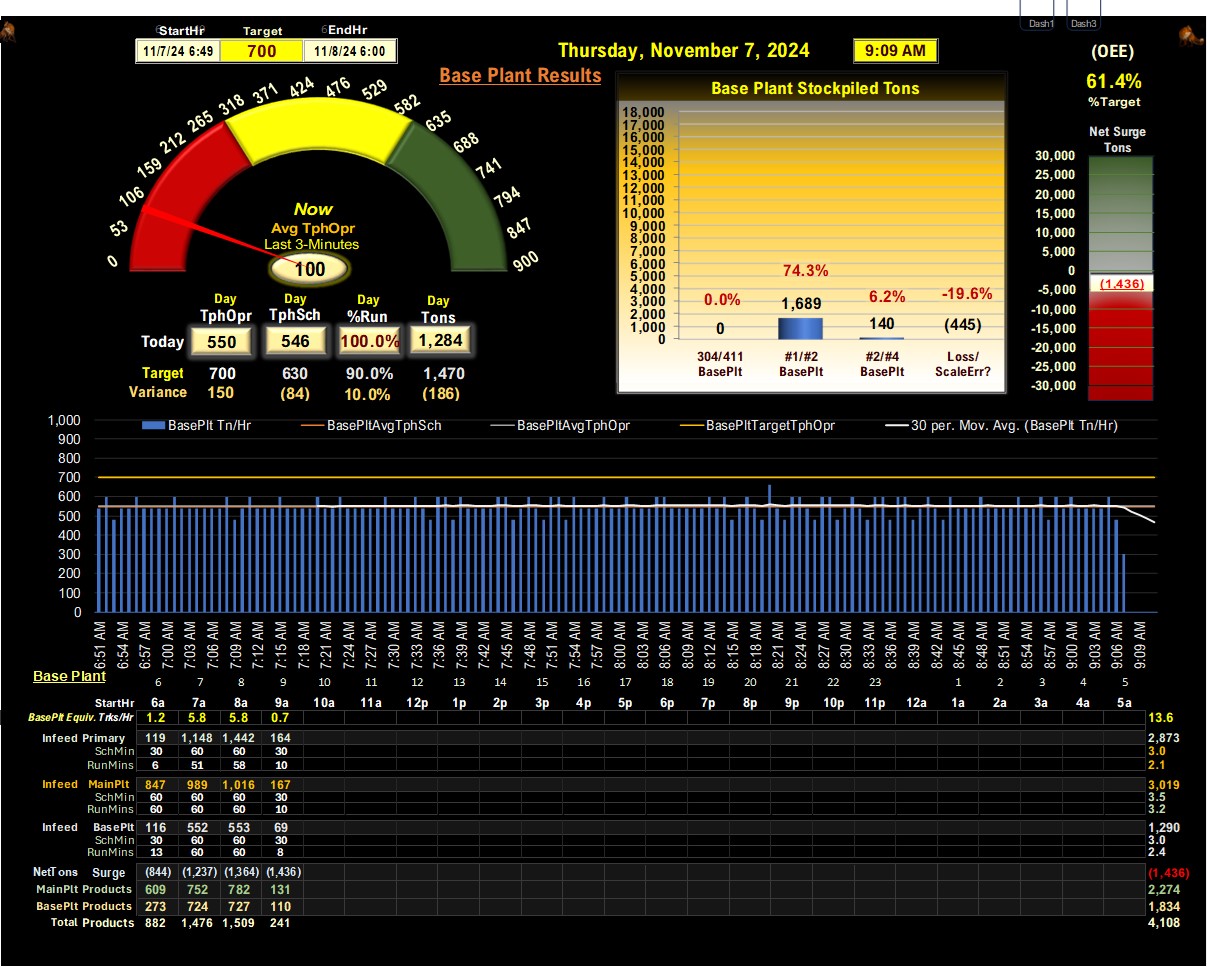 Dash1 Dash3
StartHr Target EndHr
11/7/24 6:49 700 11/8/24 6:00
Thursday, November 7, 2024 9:09 AM
(OEE)
61.4%
%Target
Base Plant Results
0 53 106 159 212 265 318 371 424 476 529 582 635 688 741 794 847 900
Now
Avg TphOpr
Last 3-Minutes
100
Day TphOpr Day TphSch Day %Run Day Tons
Today 550 546 100.0% 1,284
Target 700 630 90.0% 1,470
Variance 150 (84) 10.0% (186)
Base Plant Stockpiled Tons
18,000
17,000
16,000
15,000
14,000
13,000
12,000
11,000
10,000
9,000
8,000
7,000
6,000
5,000
4,000
3,000
2,000
1,000
0
0.0% 74.3% 6.2% -19.6%
0 1,689 140 (445)
304/411 BasePlt #1/#2 BasePlt #2/#4 BasePlt Loss/ ScaleErr?
Net Surge
Tons
30,000
25,000
20,000
15,000
10,000
5,000
0
-5,000
-10,000
-15,000
-20,000
-25,000
-30,000
(1,436)
BasePlt Tn/Hr BasePltAvgTphSch BasePltAvgTphOpr BasePltTargetTphOpr 30 per. Mov. Avg. (BasePlt Tn/Hr)
1,000
900
800
700
600
500
400
300
200
100
0
6:51 AM 6:54 AM 6:57 AM 7:00 AM 7:03 AM 7:06 AM 7:09 AM 7:12 AM 7:15 AM 7:18 AM 7:21 AM 7:24 AM 7:27 AM 7:30 AM 7:33 AM 7:36 AM 7:39 AM 7:42 AM 7:45 AM 7:48 AM 7:51 AM 7:54 AM 7:57 AM 8:00 AM 8:03 AM 8:06 AM 8:09 AM 8:12 AM 8:15 AM 8:18 AM 8:21 AM 8:24 AM 8:27 AM 8:30 AM 8:33 AM 8:36 AM 8:39 AM 8:42 AM 8:45 AM 8:48 AM 8:51 AM 8:54 AM 8:57 AM 9:00 AM 9:03 AM 9:06 AM 9:09 AM
Base Plant 6 7 8 9 10 11 12 13 14 15 16 17 18 19 20 21 22 23 1 2 3 4 5
StartHr 6a 7a 8a 9a 10a 11a 12p 1p 2p 3p 4p 5p 6p 7p 8p 9p 10p 11p 12a 1a 2a 3a 4a 5a
BasePlt Equiv. Trks/Hr 1.2 5.8 5.8 0.7 13.6
Infeed Primary 119 1,148 1,442 164 2,873
SchMin 30 60 60 30 3.0
RunMins 6 51 58 10 2.1
Infeed MainPlt 847 989 1,016 167 3,019
SchMin 60 60 60 30 3.5
RunMins 60 60 60 10 3.2
Infeed BasePlt 116 552 553 69 1,290
SchMin 30 60 60 30 3.0
RunMins 13 60 60 8 2.4
NetTons Surge (844) (1,237) (1,364) (1,436) (1,436)
MainPlt Products 609 752 782 131 2,274
BasePlt Products 273 724 727 110 1,834
Total Products 882 1,476 1,509 241 4,108